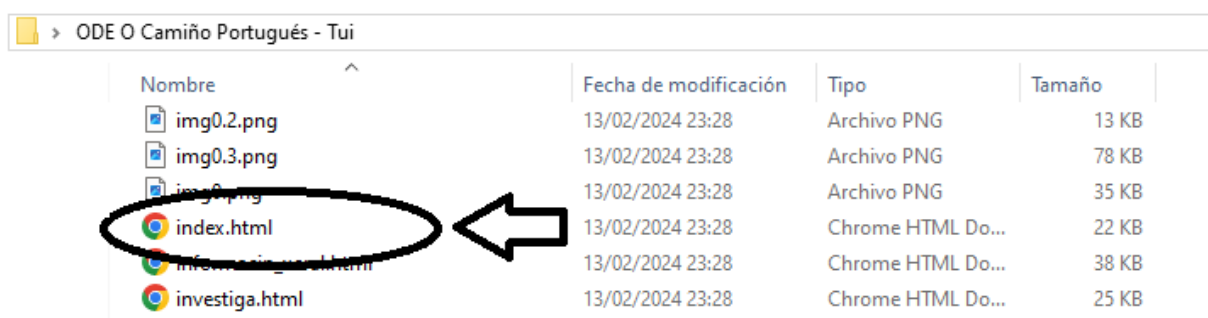 > ODE O Camiño Portugués - Tui
Nombre Fecha de modificación Tipo Tamaño
img0.2.png 13/02/2024 23:28 Archivo PNG 13 KB
img0.3.png 13/02/2024 23:28 Archivo PNG 78 KB
img0.png 13/02/2024 23:28 Archivo PNG 35 KB
index.html 13/02/2024 23:28 Chrome HTML Do... 22 KB
13/02/2024 23:28 Chrome HTML Do... 38 KB
investiga.html 13/02/2024 23:28 Chrome HTML Do... 25 KB